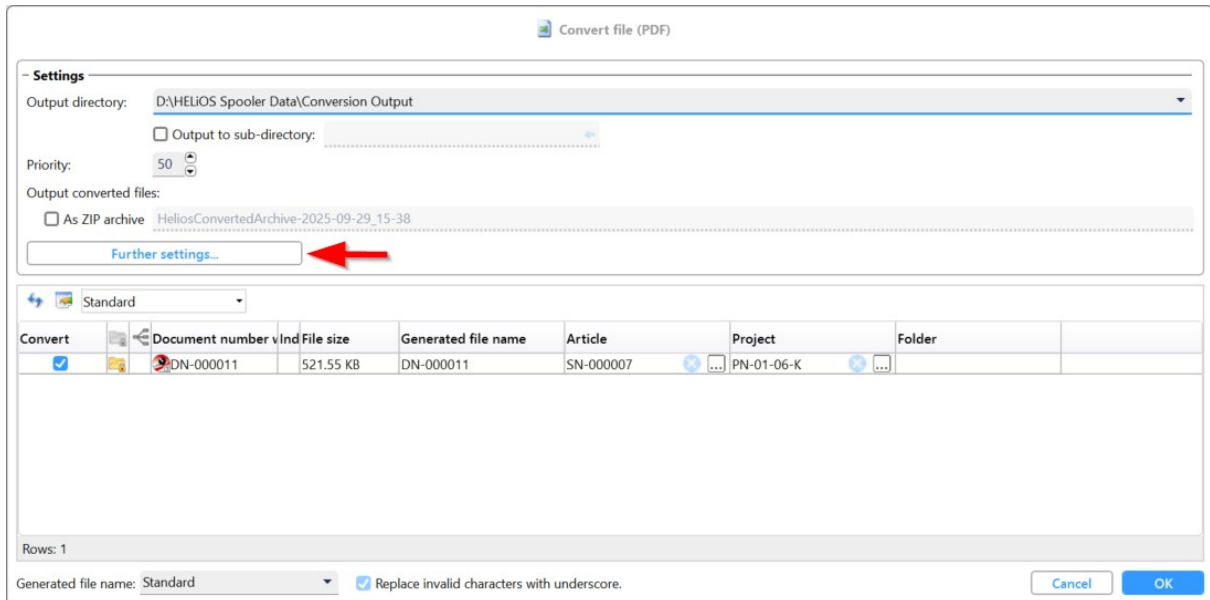 Convert file (PDF)
Settings
Output directory: D:\HELiOS Spooler Data\Conversion Output
Output to sub-directory:
Priority: 50
Output converted files:
As ZIP archive HeliosConvertedArchive-2025-09-29_15-38
Further settings...
Standard
Convert Document number v Ind File size Generated file name Article Project Folder
DN-000011 521.55 KB DN-000011 SN-000007 ... PN-01-06-K ...
Rows: 1
Generated file name: Standard Replace invalid characters with underscore. Cancel OK